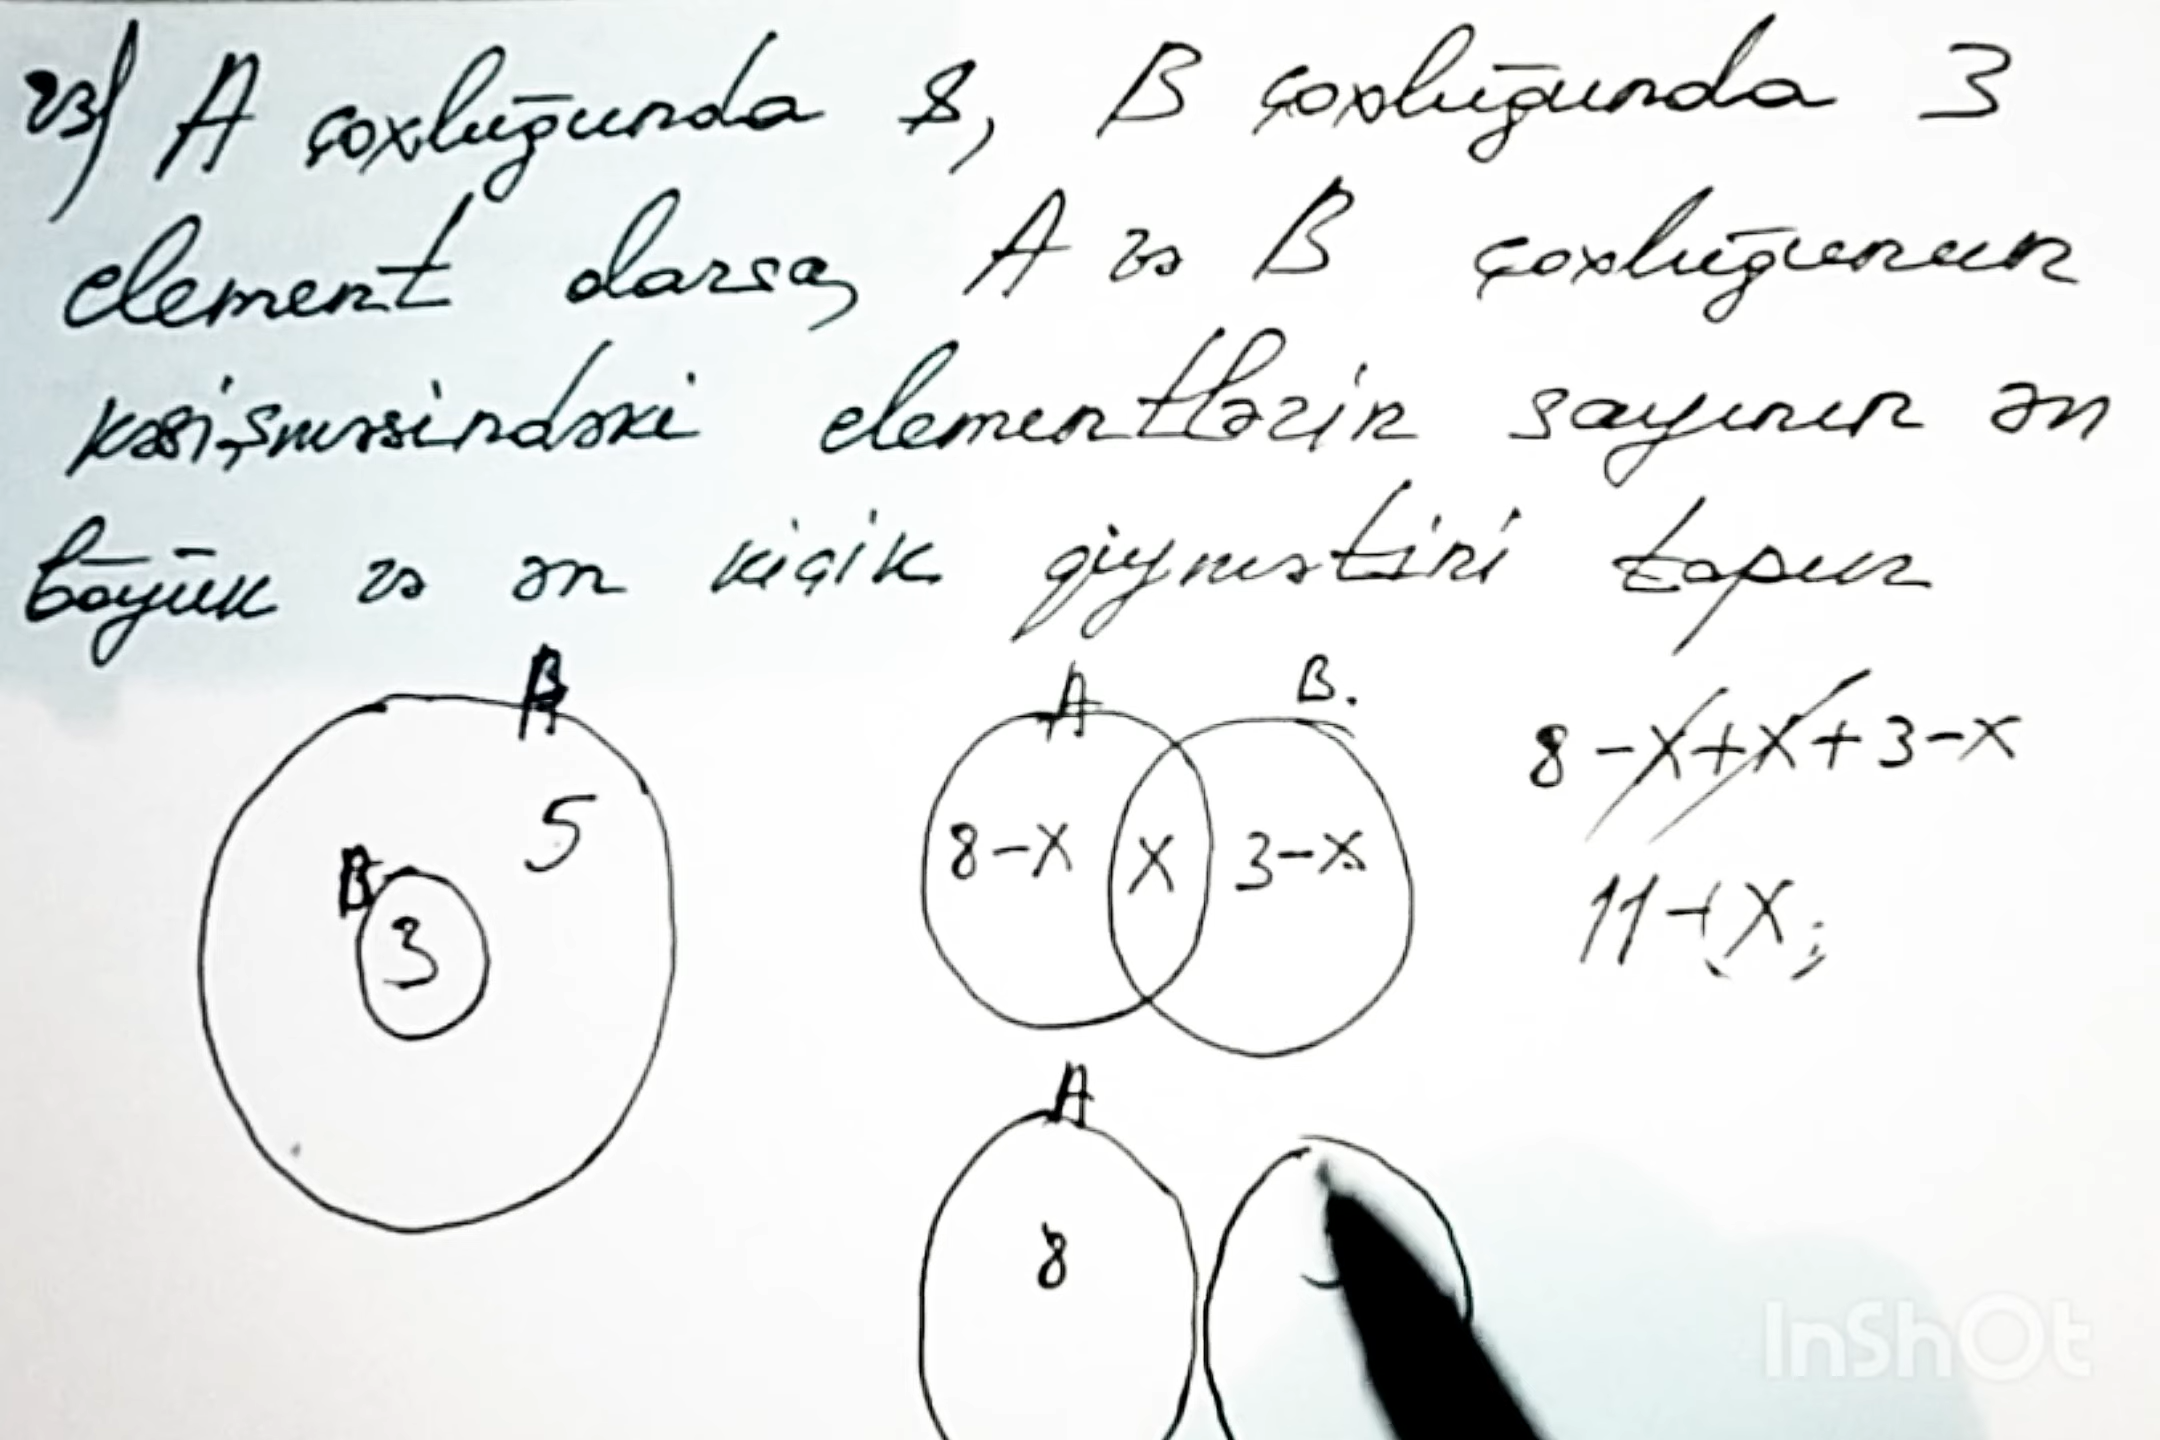 23) A çoxluğunda 8, B çoxluğunda 3
element olarsa, A və B çoxluğunun
kəsişməsindəki elementlərin sayının ən
böyük və ən kiçik qiymətini tapın
B
A
5
B
3
A
B.
8-x
x
3-x
8-x+x+3-x
11-x;
A
8
InShOt